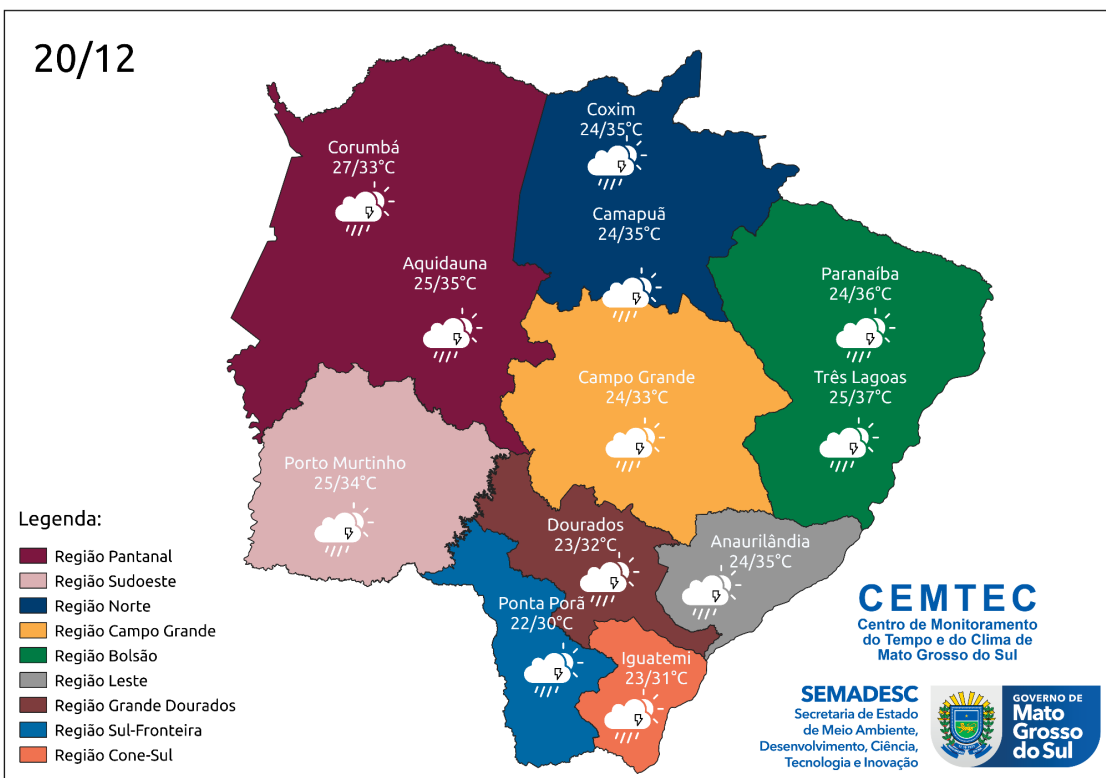 20/12
Coxim
24/35°C
Corumbá
27/33°C
Camapuã
24/35°C
Aquidauna
25/35°C
Paranaíba
24/36°C
Campo Grande
24/33°C
Três Lagoas
25/37°C
Porto Murtinho
25/34°C
Dourados
23/32°C
Anaurilândia
24/35°C
Ponta Porã
22/30°C
Iguatemi
23/31°C
Legenda:
Região Pantanal
Região Sudoeste
Região Norte
Região Campo Grande
Região Bolsão
Região Leste
Região Grande Dourados
Região Sul-Fronteira
Região Cone-Sul
CEMTEC
Centro de Monitoramento
do Tempo e do Clima de
Mato Grosso do Sul
SEMADESC
Secretaria de Estado
de Meio Ambiente,
Desenvolvimento, Ciência,
Tecnologia e Inovação
GOVERNO DE
Mato
Grosso
do Sul